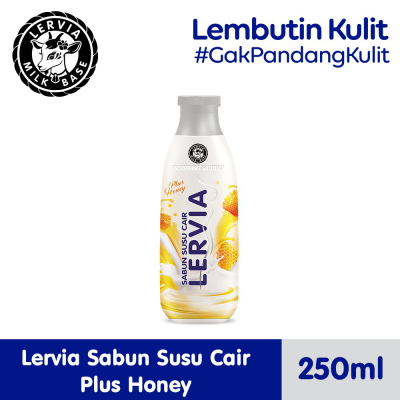 LERVIA
MILK BASE
Lembutin Kulit
#GakPandangKulit
Plus
Honey
SABUN SUSU CAIR
LERVIA
Lervia Sabun Susu Cair
Plus Honey
250ml